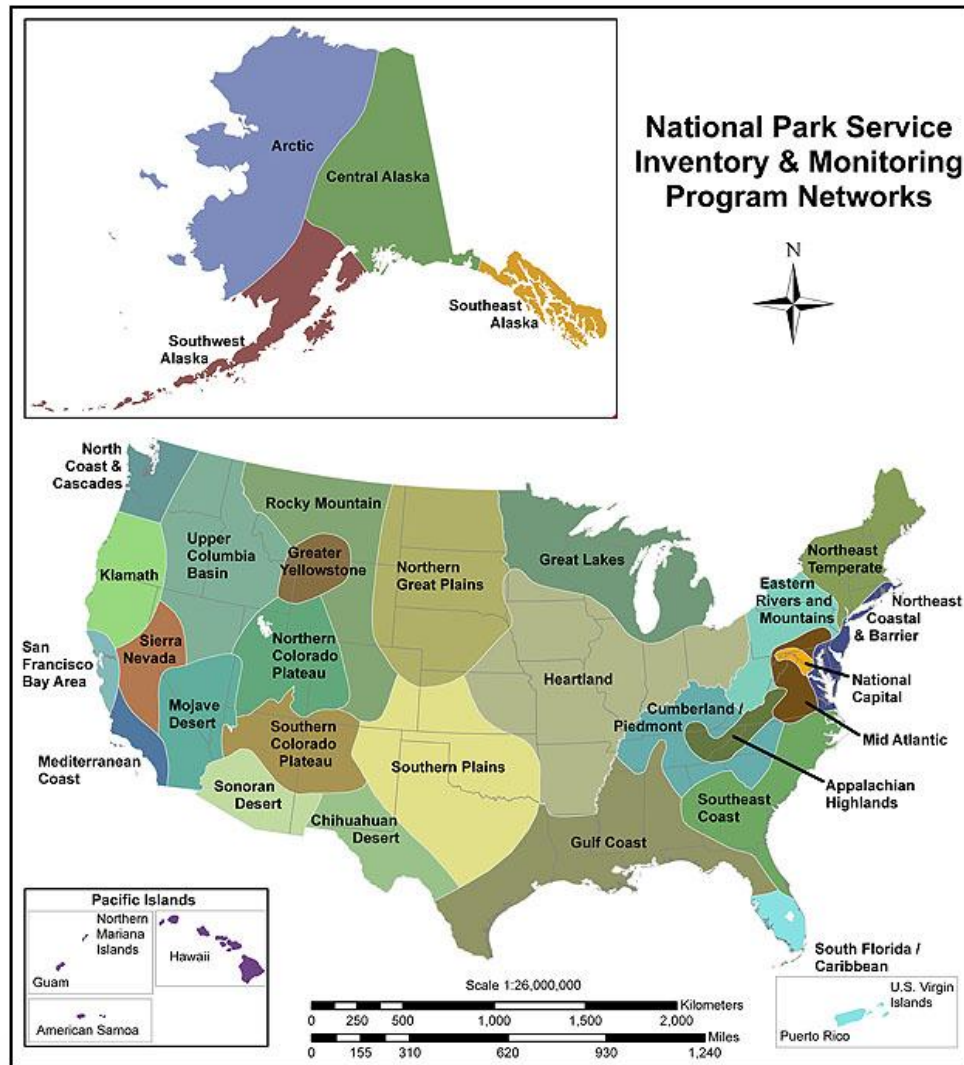 National Park Service
Inventory & Monitoring
Program Networks
N
Arctic
Central Alaska
Southeast
Alaska
Southwest
Alaska
North
Coast &
Cascades
Rocky Mountain
Upper
Columbia
Basin
Greater
Yellowstone
Northern
Great Plains
Great Lakes
Northeast
Temperate
Klamath
Eastern
Rivers and
Mountains
Northeast
Coastal
& Barrier
San
Francisco
Bay Area
Sierra
Nevada
Northern
Colorado
Plateau
Heartland
National
Capital
Mojave
Desert
Cumberland /
Piedmont
Mid Atlantic
Southern
Colorado
Plateau
Southern Plains
Mediterranean
Coast
Appalachian
Highlands
Sonoran
Desert
Southeast
Coast
Chihuahuan
Desert
Gulf Coast
Pacific Islands
Northern
Mariana
Islands
Hawaii
Guam
American Samoa
South Florida /
Caribbean
U.S. Virgin
Islands
Puerto Rico
Scale 1:26,000,000
Kilometers
0 250 500 1,000 1,500 2,000
Miles
0 155 310 620 930 1,240